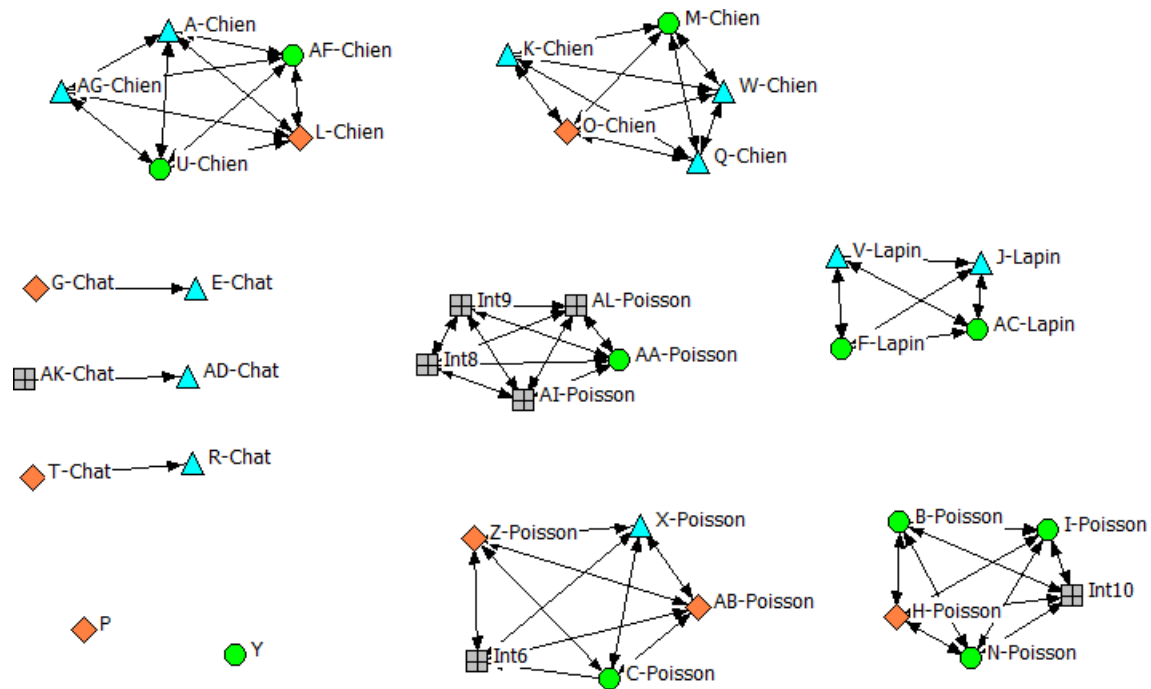 A-Chien
AF-Chien
AG-Chien
L-Chien
U-Chien
M-Chien
K-Chien
W-Chien
O-Chien
Q-Chien
G-Chat
E-Chat
AK-Chat
AD-Chat
T-Chat
R-Chat
Int9
AL-Poisson
Int8
AA-Poisson
AI-Poisson
V-Lapin
J-Lapin
AC-Lapin
F-Lapin
P
Y
Z-Poisson
X-Poisson
AB-Poisson
Int6
C-Poisson
B-Poisson
I-Poisson
Int10
H-Poisson
N-Poisson